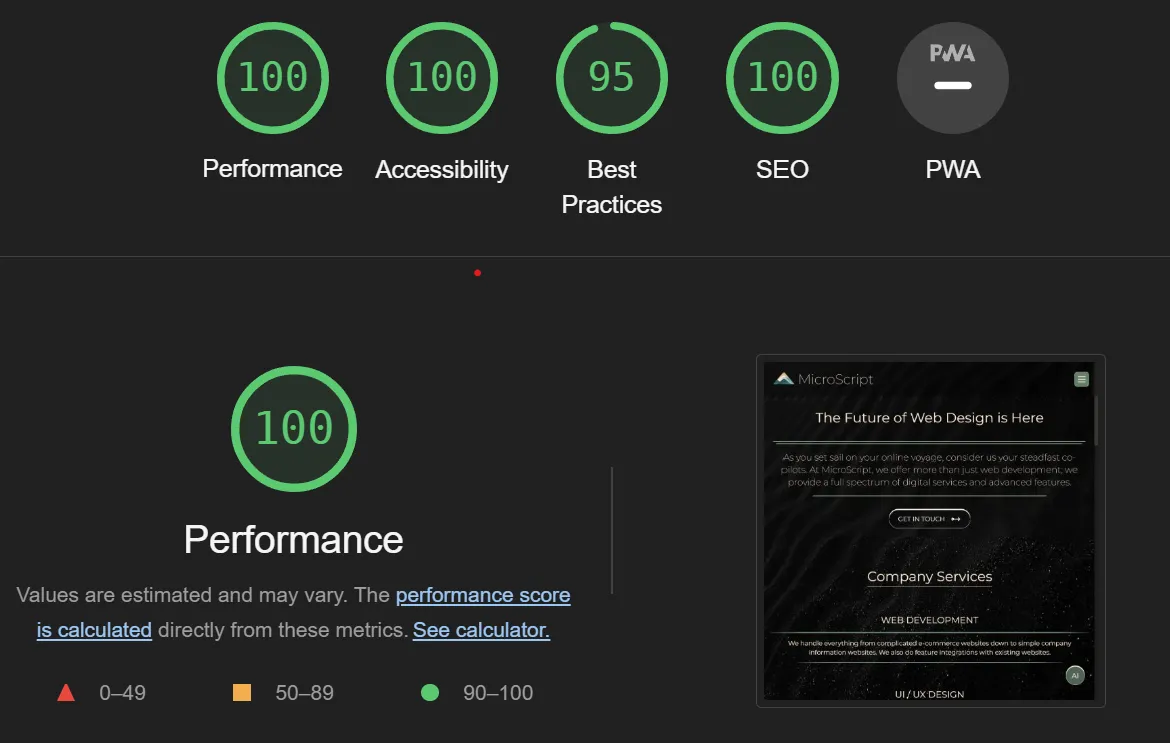 100 100 95 100 PWA
Performance Accessibility Best Practices SEO PWA
100
Performance
Values are estimated and may vary. The performance score
is calculated directly from these metrics. See calculator.
0–49 50–89 90–100
MicroScript
The Future of Web Design is Here
As you set sail on your online voyage, consider us your steadfast co-
pilots. At MicroScript, we offer more than just web development; we
provide a full spectrum of digital services and advanced features.
GET IN TOUCH
Company Services
WEB DEVELOPMENT
We handle everything from complicated e-commerce websites down to simple company
information websites. We also do feature integrations with existing websites.
AI
UI / UX DESIGN